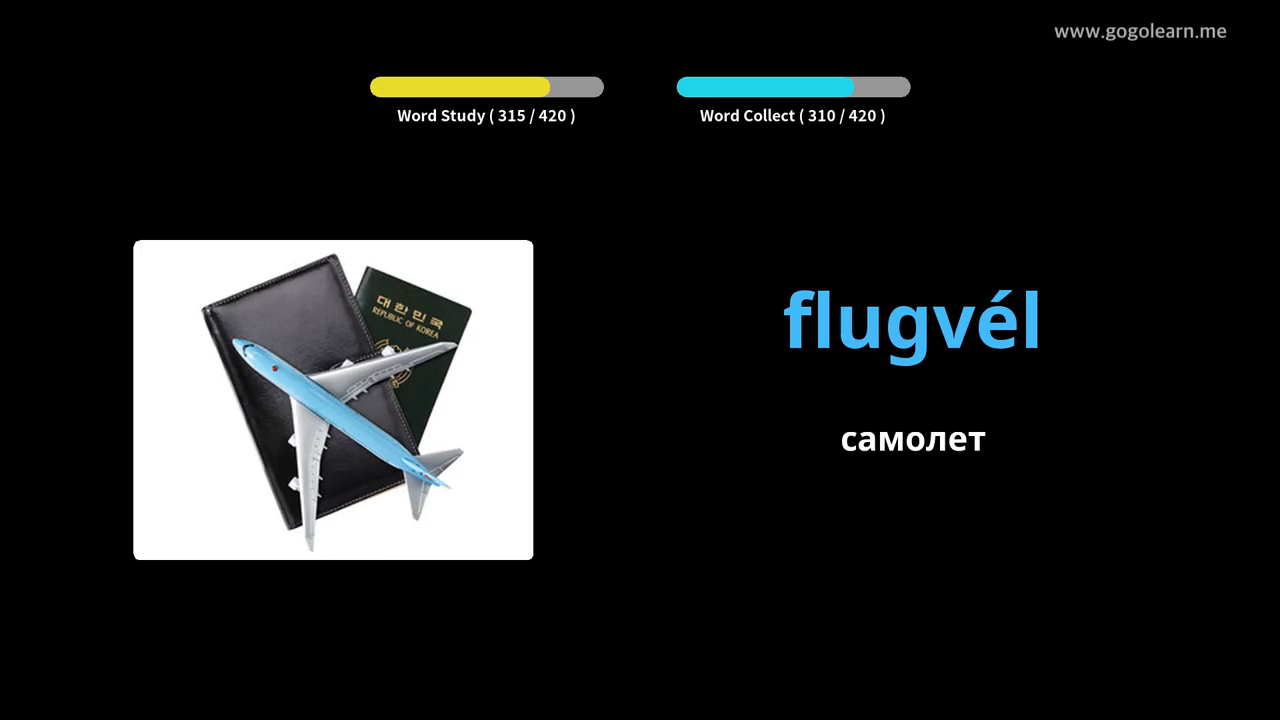 www.gogolearn.me
Word Study ( 315 / 420 )
Word Collect ( 310 / 420 )
대한민국
REPUBLIC OF KOREA
flugvél
самолет